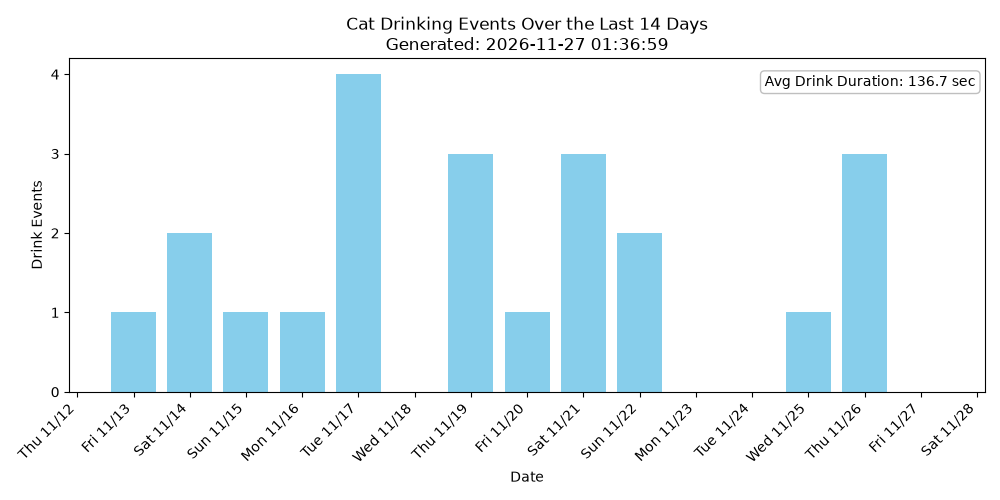 Cat Drinking Events Over the Last 14 Days
Generated: 2026-11-27 01:36:59
Avg Drink Duration: 136.7 sec
Drink Events
4
3
2
1
0
Thu 11/12
Fri 11/13
Sat 11/14
Sun 11/15
Mon 11/16
Tue 11/17
Wed 11/18
Thu 11/19
Fri 11/20
Sat 11/21
Sun 11/22
Mon 11/23
Tue 11/24
Wed 11/25
Thu 11/26
Fri 11/27
Sat 11/28
Date